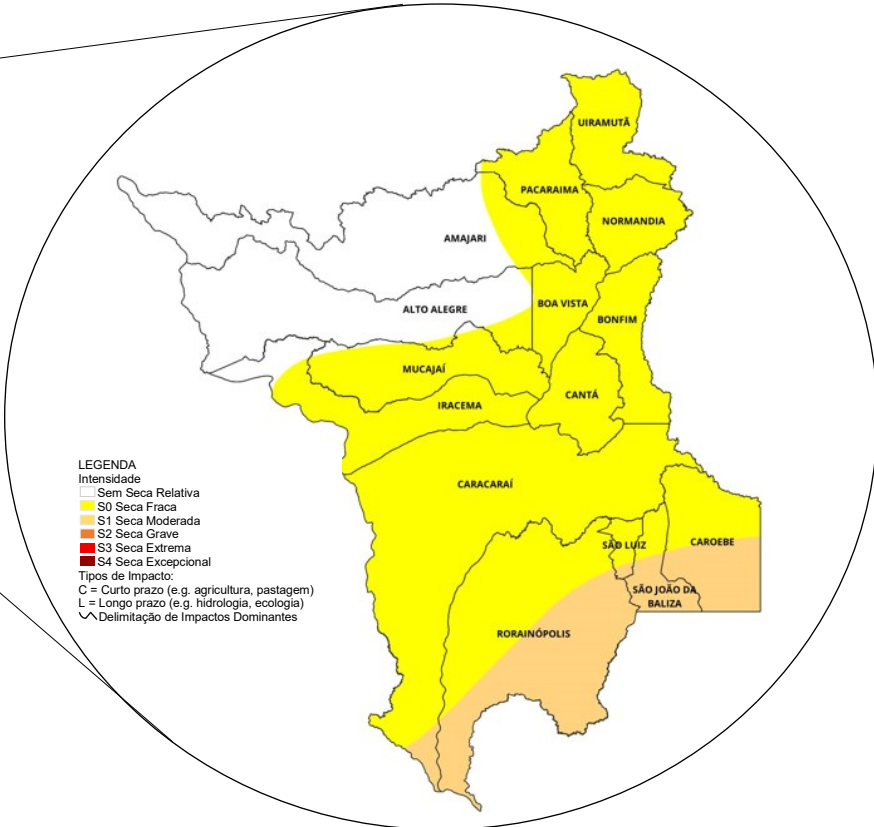 UIRAMUTÃ
PACARAIMA
NORMANDIA
AMAJARI
ALTO ALEGRE
BOA VISTA
BONFIM
MUCAJAÍ
CANTÁ
IRACEMA
CARACARAÍ
SÃO LUIZ
CAROEBE
SÃO JOÃO DA
BALIZA
RORAINÓPOLIS
LEGENDA
Intensidade
Sem Seca Relativa
S0 Seca Fraca
S1 Seca Moderada
S2 Seca Grave
S3 Seca Extrema
S4 Seca Excepcional
Tipos de Impacto:
C = Curto prazo (e.g. agricultura, pastagem)
L = Longo prazo (e.g. hidrologia, ecologia)
Delimitação de Impactos Dominantes